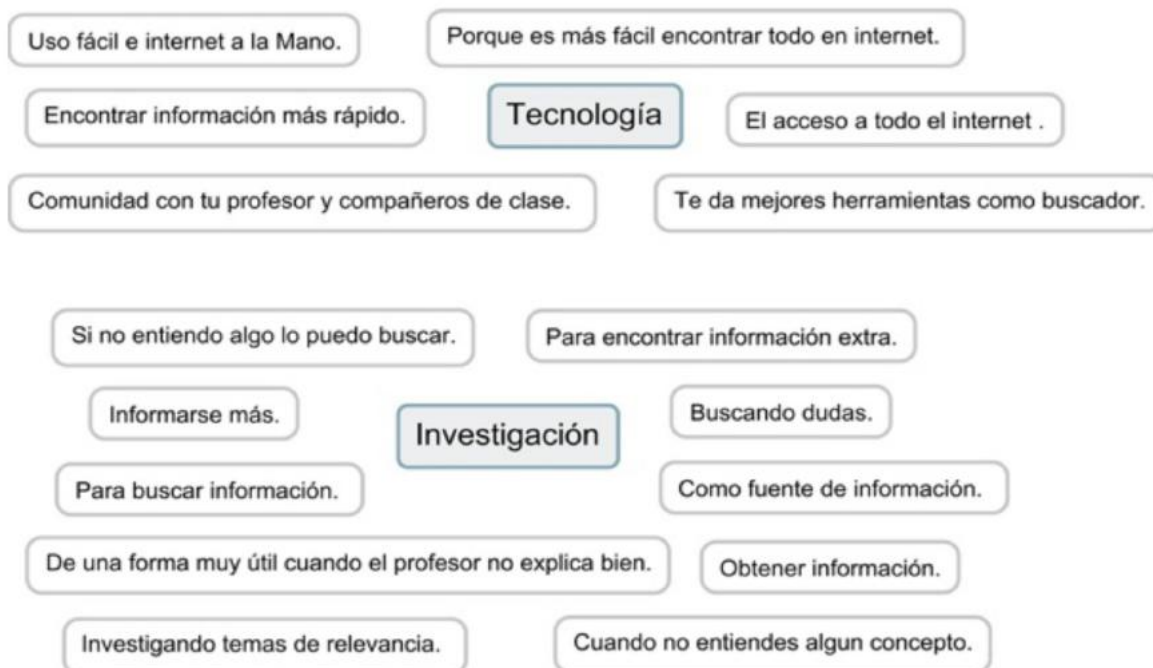 Uso fácil e internet a la Mano.
Porque es más fácil encontrar todo en internet.
Encontrar información más rápido.
Tecnología
El acceso a todo el internet .
Comunidad con tu profesor y compañeros de clase.
Te da mejores herramientas como buscador.
Si no entiendo algo lo puedo buscar.
Para encontrar información extra.
Informarse más.
Investigación
Buscando dudas.
Para buscar información.
Como fuente de información.
De una forma muy útil cuando el profesor no explica bien.
Obtener información.
Investigando temas de relevancia.
Cuando no entiendes algun concepto.